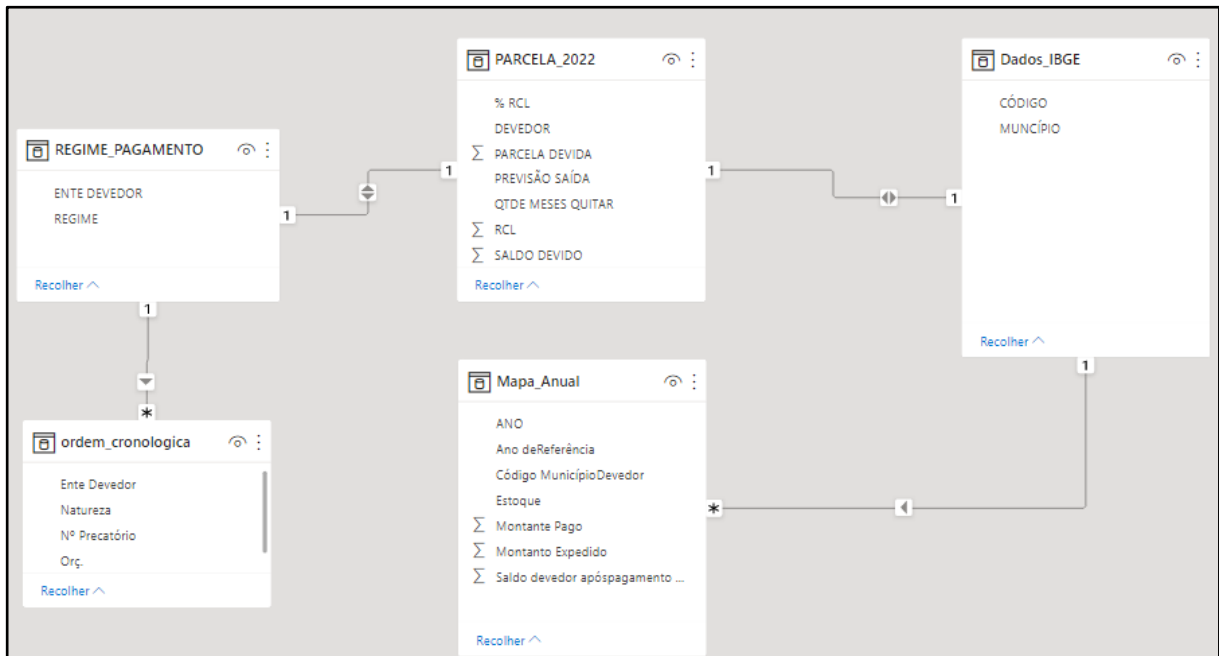 PARCELA_2022
% RCL
DEVEDOR
∑ PARCELA DEVIDA
PREVISÃO SAÍDA
QTDE MESES QUITAR
∑ RCL
∑ SALDO DEVIDO
Recolher
Dados_IBGE
CÓDIGO
MUNCÍPIO
Recolher
REGIME_PAGAMENTO
ENTE DEVEDOR
REGIME
Recolher
1
1
1
1
1
*
1
*
ordem_cronologica
Ente Devedor
Natureza
Nº Precatório
Orç.
Recolher
Mapa_Anual
ANO
Ano deReferência
Código MunicípioDevedor
Estoque
∑ Montante Pago
∑ Montanto Expedido
∑ Saldo devedor apóspagamento ...
Recolher